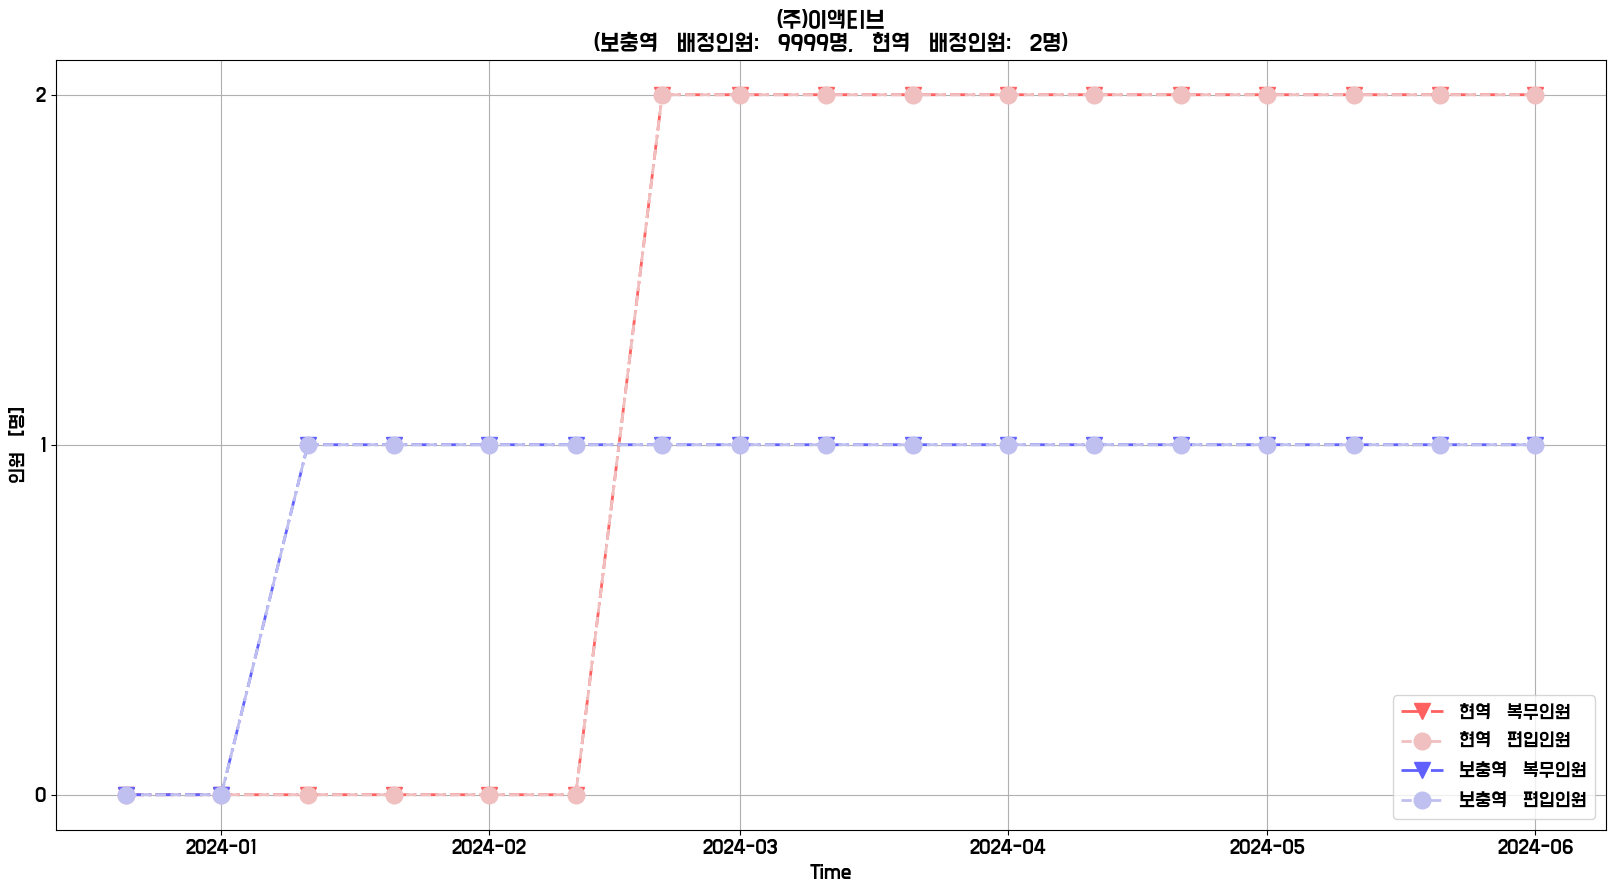 (주)이액티브
(보충역 배정인원: 9999명, 현역 배정인원: 2명)
인원 [명]
2
1
0
2024-01
2024-02
2024-03
2024-04
2024-05
2024-06
Time
현역 복무인원
현역 편입인원
보충역 복무인원
보충역 편입인원